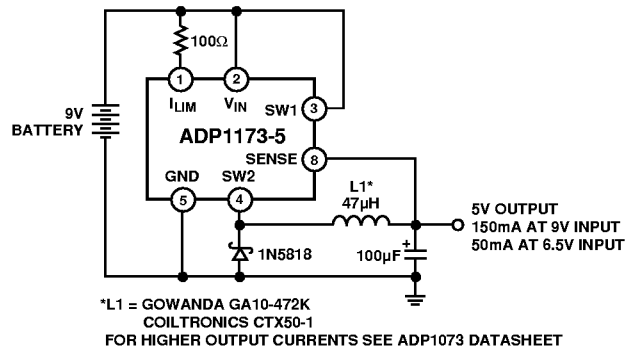 100Ω
1
2
I LIM
V IN
SW1
3
9V
BATTERY
ADP1173-5
SENSE
8
GND
SW2
5
4
L1*
47µH
5V OUTPUT
150mA AT 9V INPUT
50mA AT 6.5V INPUT
1N5818
100µF
+
*L1 = GOWANDA GA10-472K
COILTRONICS CTX50-1
FOR HIGHER OUTPUT CURRENTS SEE ADP1073 DATASHEET